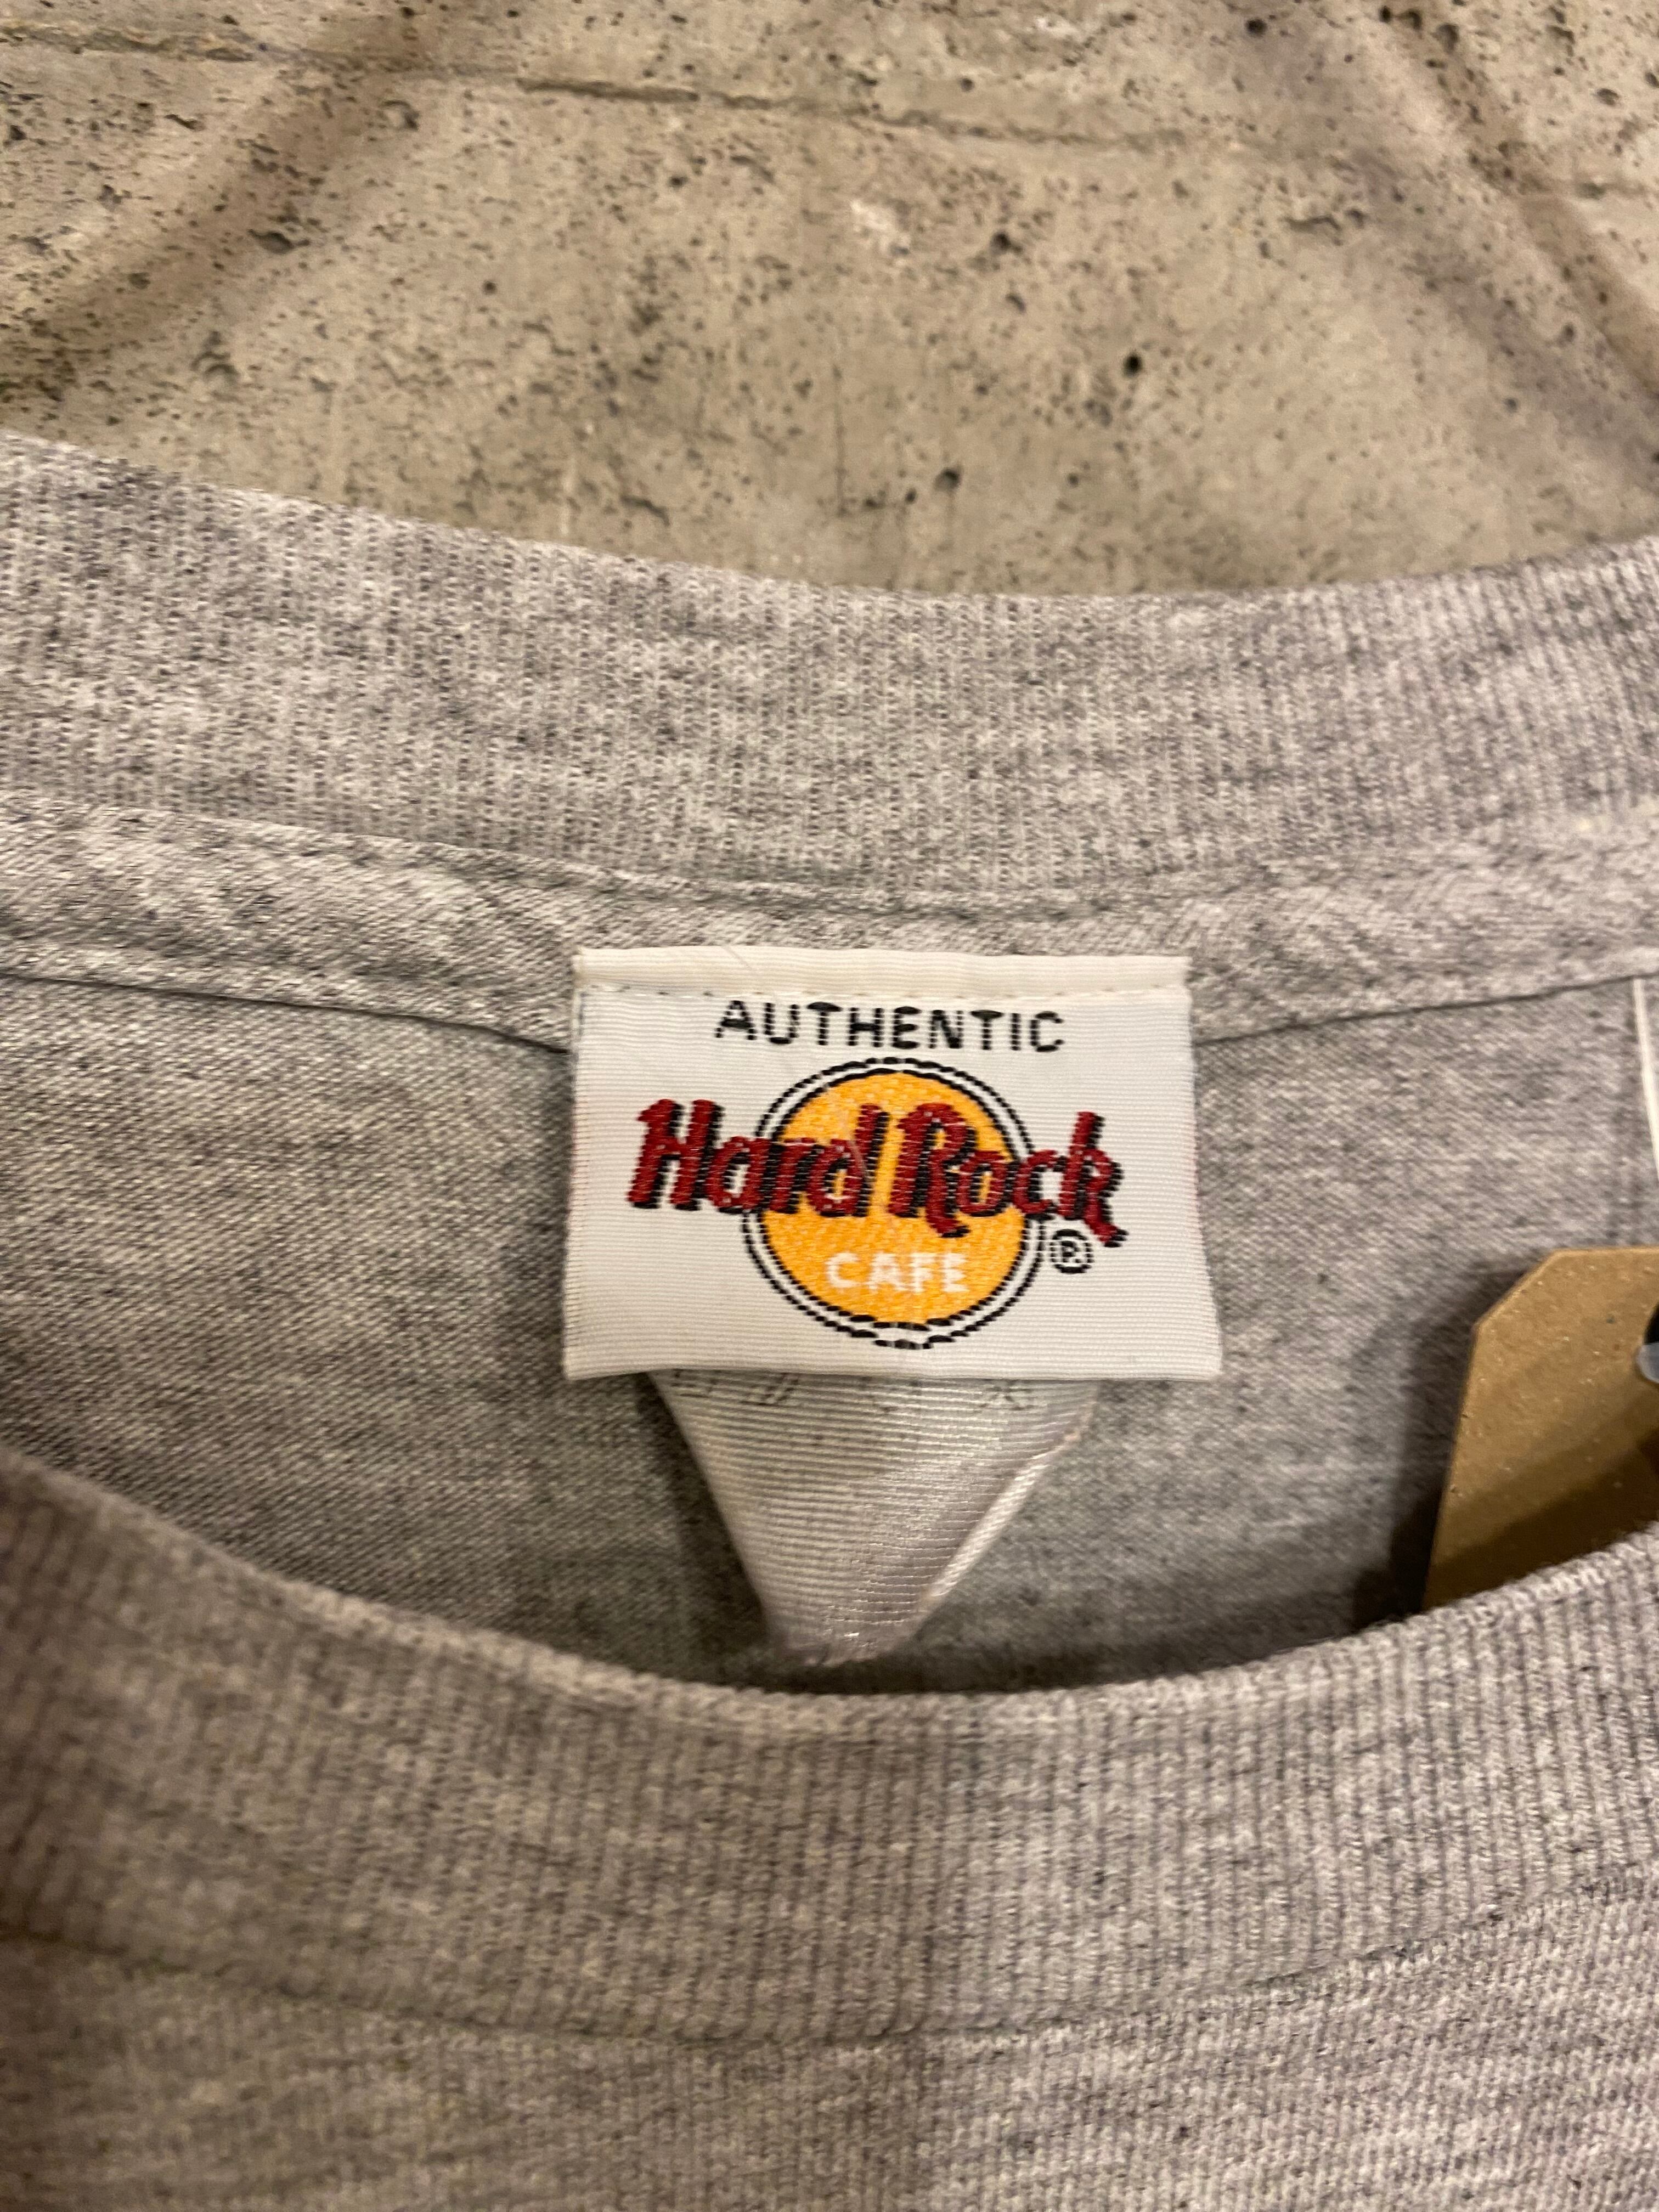 AUTHENTIC
Hard Rock
CAFE ®